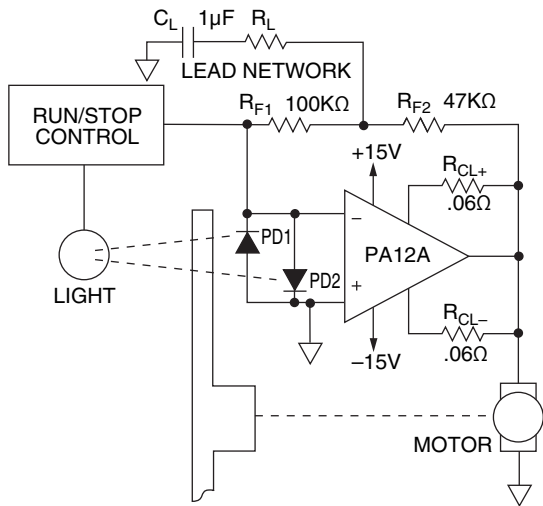 C_L 1µF R_L
LEAD NETWORK
RUN/STOP
CONTROL
R_F1 100KΩ
R_F2 47KΩ
+15V
R_CL+
.06Ω
PD1
–
PA12A
LIGHT
PD2
+
R_CL–
.06Ω
–15V
MOTOR